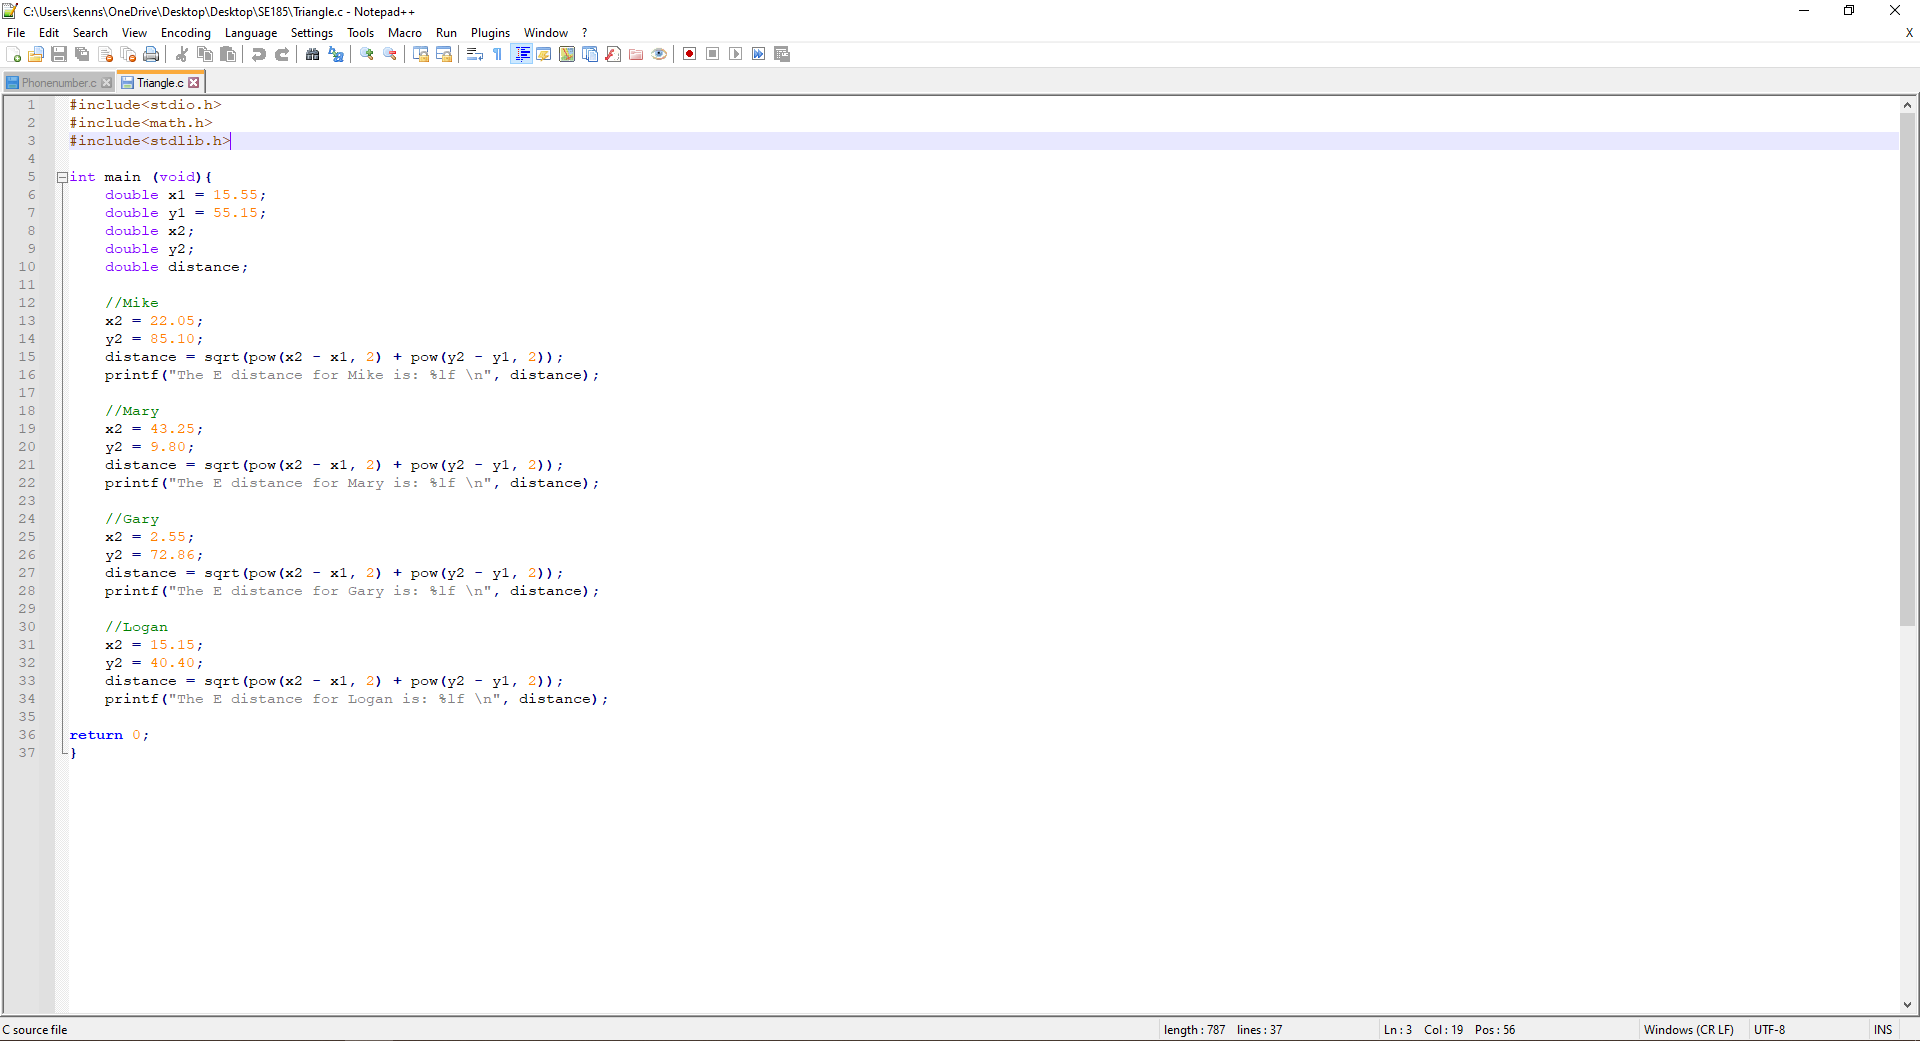 C:\Users\kenns\OneDrive\Desktop\Desktop\SE185\Triangle.c - Notepad++
File Edit Search View Encoding Language Settings Tools Macro Run Plugins Window ? X
Phonenumber.c Triangle.c
1 #include<stdio.h>
2 #include<math.h>
3 #include<stdlib.h>
4
5 int main (void){
6 double x1 = 15.55;
7 double y1 = 55.15;
8 double x2;
9 double y2;
10 double distance;
11
12 //Mike
13 x2 = 22.05;
14 y2 = 85.10;
15 distance = sqrt(pow(x2 - x1, 2) + pow(y2 - y1, 2));
16 printf("The E distance for Mike is: %lf \n", distance);
17
18 //Mary
19 x2 = 43.25;
20 y2 = 9.80;
21 distance = sqrt(pow(x2 - x1, 2) + pow(y2 - y1, 2));
22 printf("The E distance for Mary is: %lf \n", distance);
23
24 //Gary
25 x2 = 2.55;
26 y2 = 72.86;
27 distance = sqrt(pow(x2 - x1, 2) + pow(y2 - y1, 2));
28 printf("The E distance for Gary is: %lf \n", distance);
29
30 //Logan
31 x2 = 15.15;
32 y2 = 40.40;
33 distance = sqrt(pow(x2 - x1, 2) + pow(y2 - y1, 2));
34 printf("The E distance for Logan is: %lf \n", distance);
35
36 return 0;
37 }
C source file length : 787 lines : 37 Ln : 3 Col : 19 Pos : 56 Windows (CR LF) UTF-8 INS